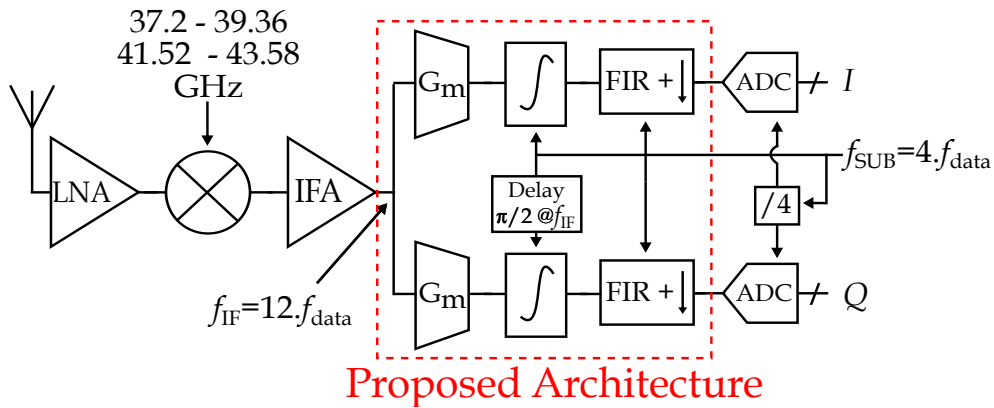 37.2 - 39.36
41.52 - 43.58
GHz
LNA
IFA
Gm
FIR + ↓
ADC
I
fSUB=4.fdata
Delay
π/2 @fIF
/4
fIF=12.fdata
Gm
FIR + ↓
ADC
Q
Proposed Architecture